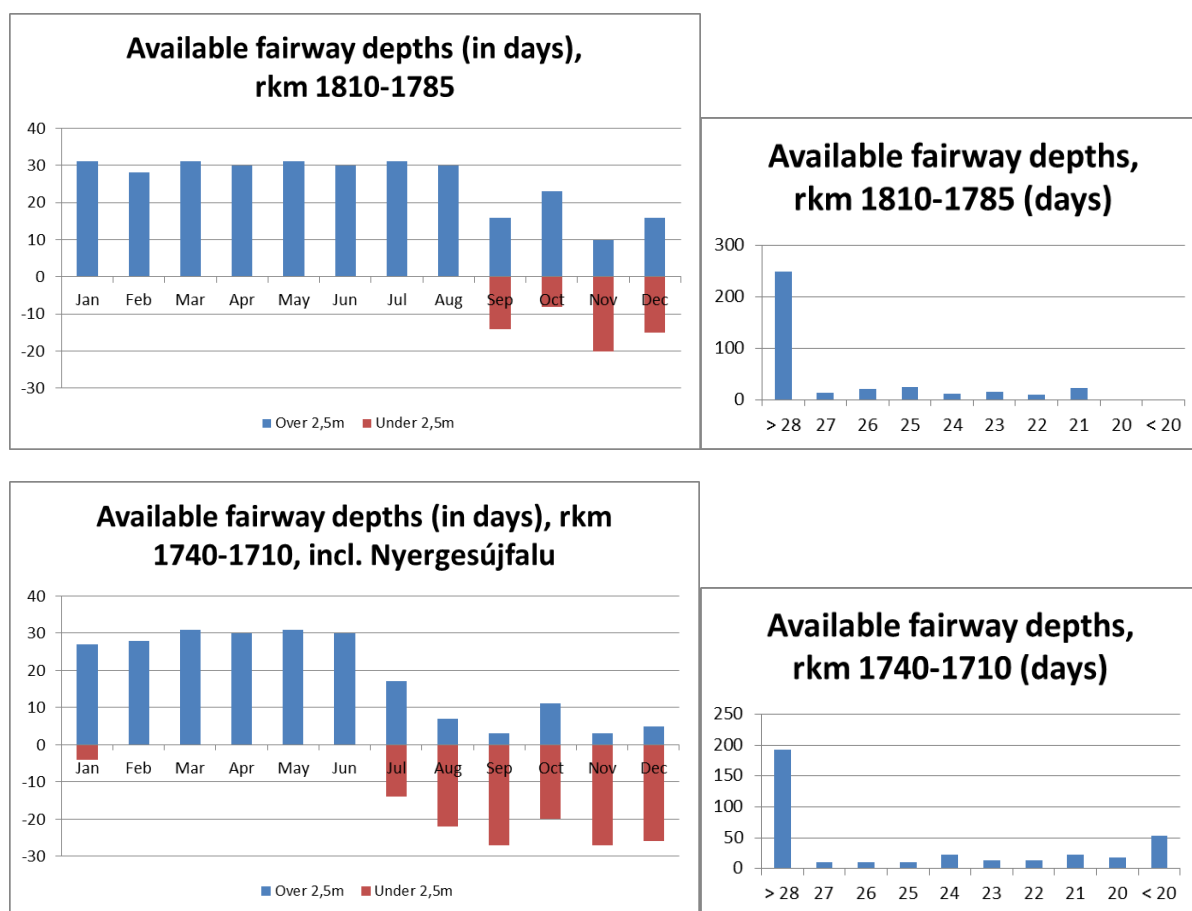 Available fairway depths (in days),
rkm 1810-1785
40
30
20
10
0
-10
-20
-30
Jan Feb Mar Apr May Jun Jul Aug Sep Oct Nov Dec
Over 2,5m Under 2,5m
Available fairway depths,
rkm 1810-1785 (days)
300
200
100
0
> 28 27 26 25 24 23 22 21 20 < 20
Available fairway depths (in days), rkm
1740-1710, incl. Nyergesújfalu
40
30
20
10
0
-10
-20
-30
Jan Feb Mar Apr May Jun Jul Aug Sep Oct Nov Dec
Over 2,5m Under 2,5m
Available fairway depths,
rkm 1740-1710 (days)
250
200
150
100
50
0
> 28 27 26 25 24 23 22 21 20 < 20